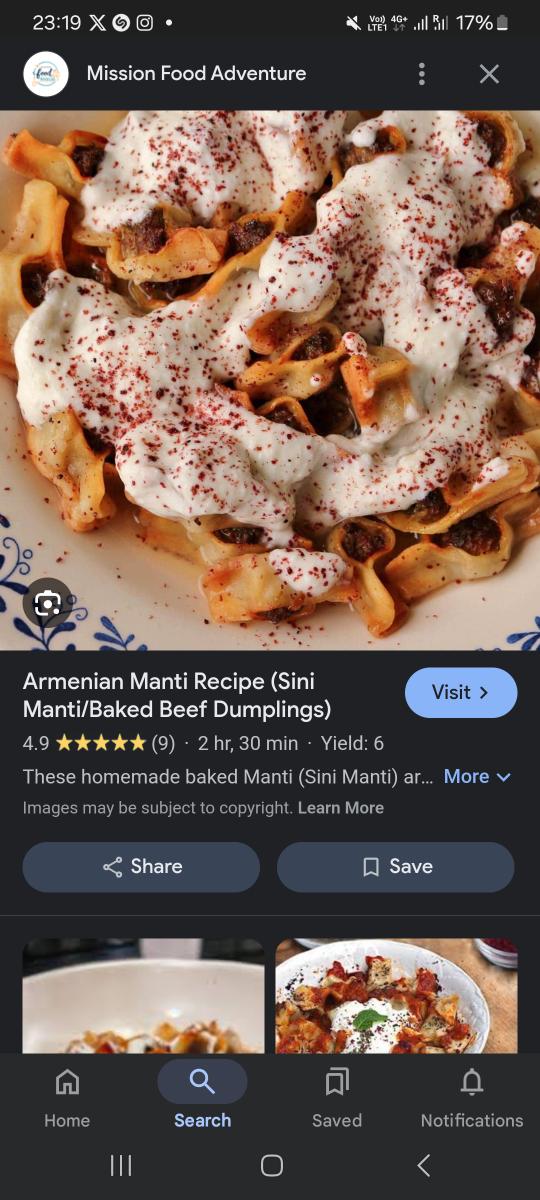 23:19
Vo)) 4G+
LTE1
R
17%
food
Mission Food Adventure
Armenian Manti Recipe (Sini
Manti/Baked Beef Dumplings)
Visit
4.9 ★★★★★ (9) · 2 hr, 30 min · Yield: 6
These homemade baked Manti (Sini Manti) ar... More
Images may be subject to copyright. Learn More
Share
Save
Home
Search
Saved
Notifications